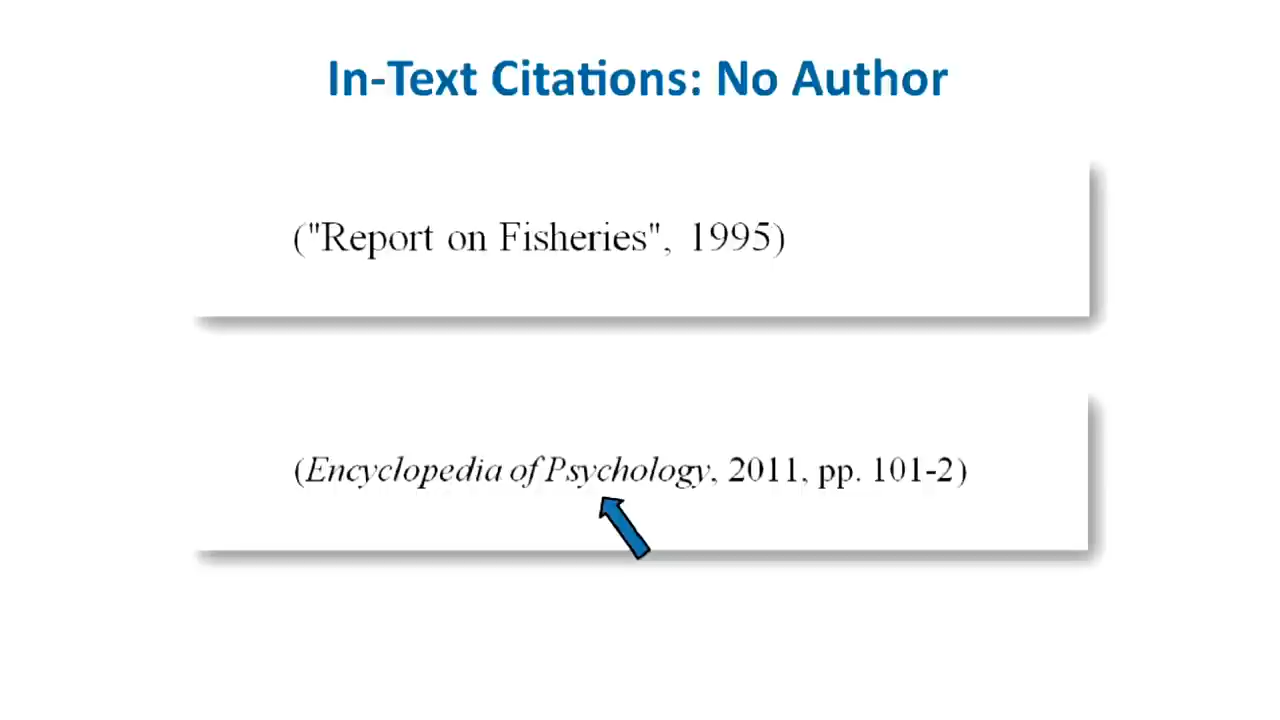 In-Text Citations: No Author
("Report on Fisheries", 1995)
(Encyclopedia of Psychology, 2011, pp. 101-2)